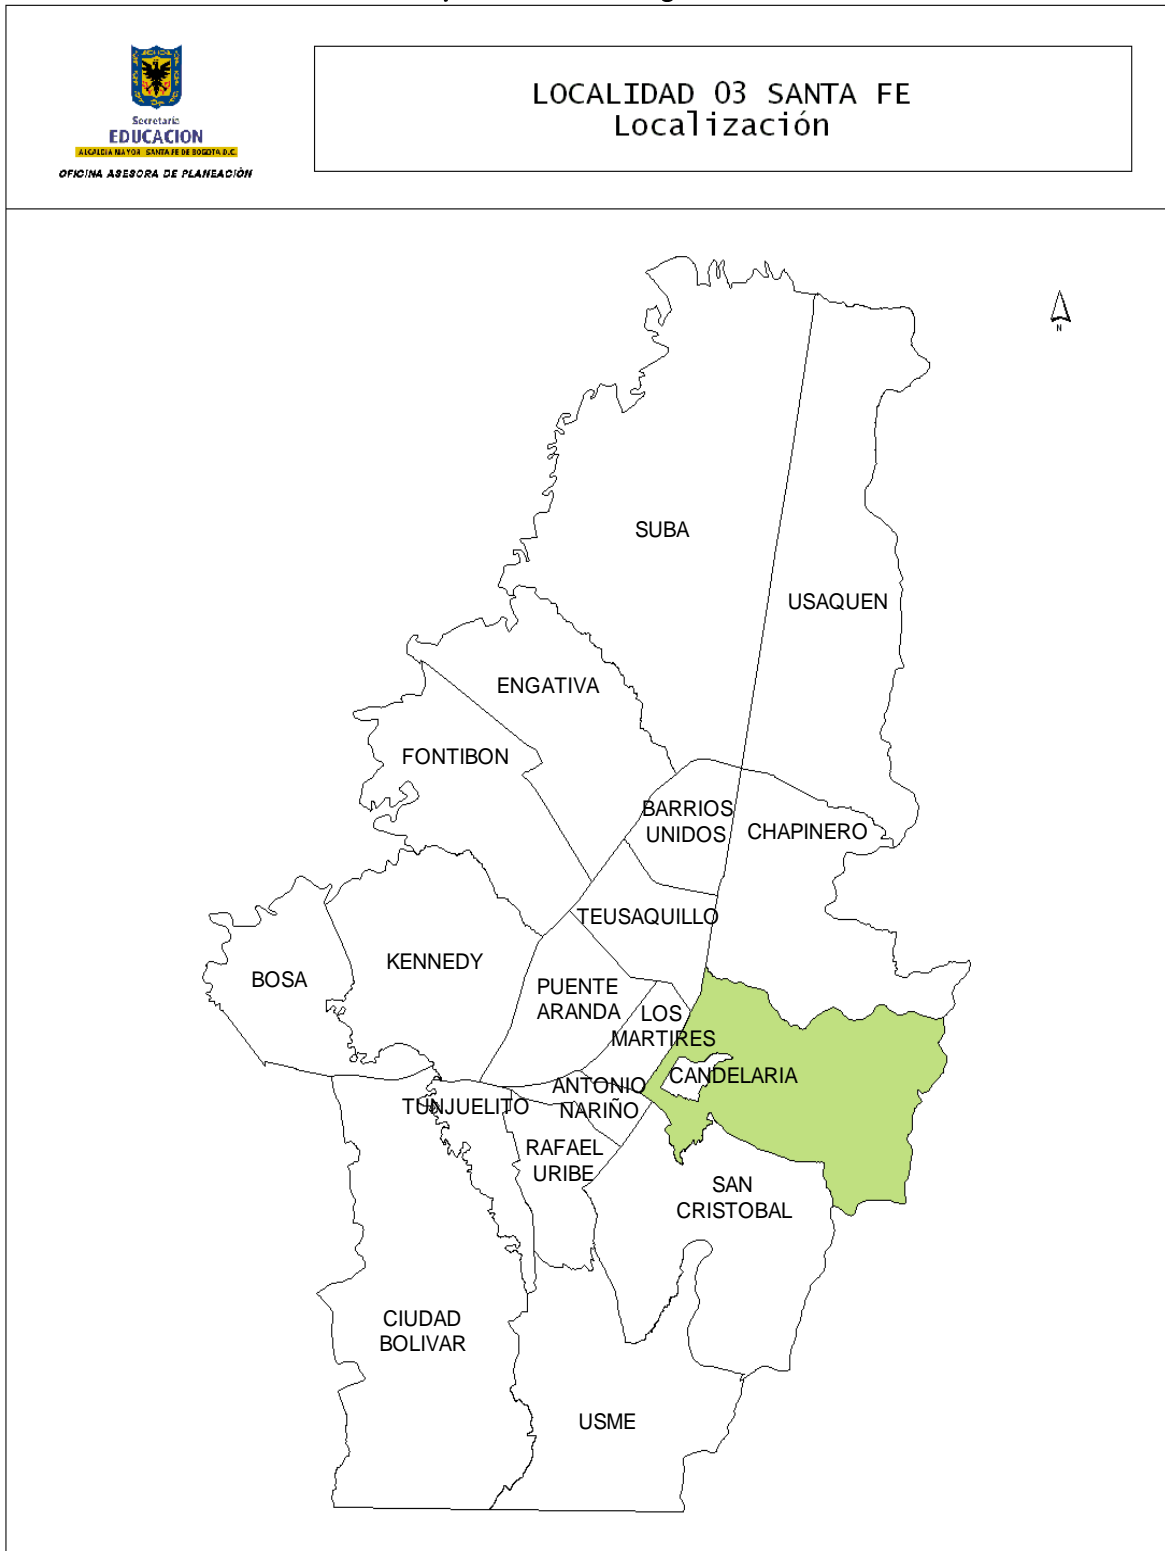 Secretaría
EDUCACION
ALCALDIA MAYOR SANTA FE DE BOGOTA D.C.
OFICINA ASESORA DE PLANEACIÓN
LOCALIDAD 03 SANTA FE
Localización
N
SUBA
USAQUEN
ENGATIVA
FONTIBON
BARRIOS
UNIDOS
CHAPINERO
TEUSAQUILLO
KENNEDY
BOSA
PUENTE
ARANDA
LOS
MARTIRES
CANDELARIA
ANTONIO
NARIÑO
TUNJUELITO
RAFAEL
URIBE
SAN
CRISTOBAL
CIUDAD
BOLIVAR
USME